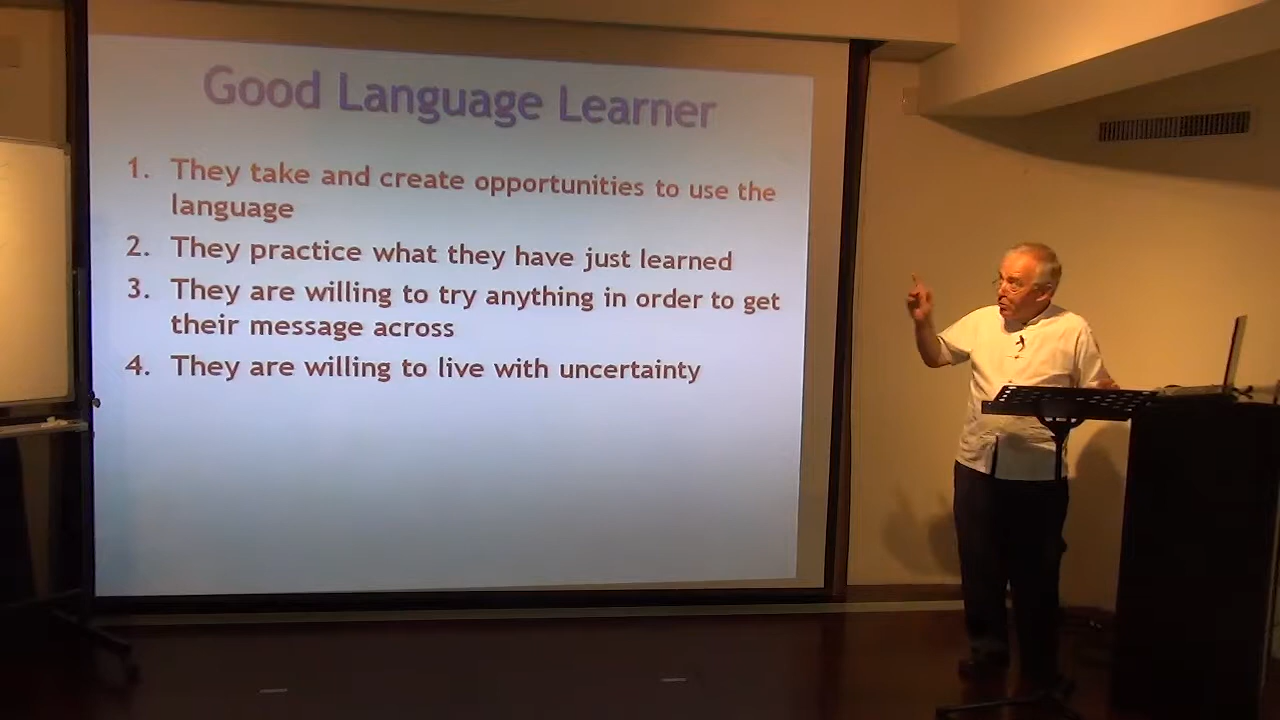 Good Language Learner
1. They take and create opportunities to use the
language
2. They practice what they have just learned
3. They are willing to try anything in order to get
their message across
4. They are willing to live with uncertainty